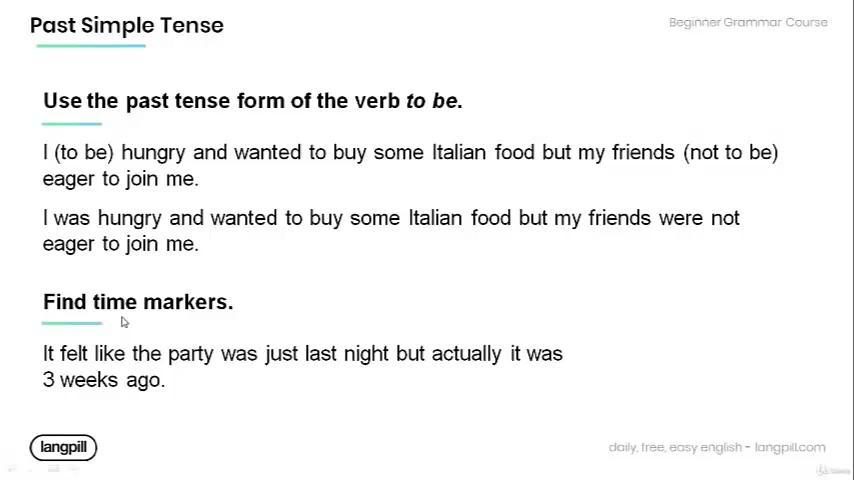 Past Simple Tense
Beginner Grammar Course
Use the past tense form of the verb to be.
I (to be) hungry and wanted to buy some Italian food but my friends (not to be)
eager to join me.
I was hungry and wanted to buy some Italian food but my friends were not
eager to join me.
Find time markers.
It felt like the party was just last night but actually it was
3 weeks ago.
langpill
daily, free, easy english - langpill.com
Udemy